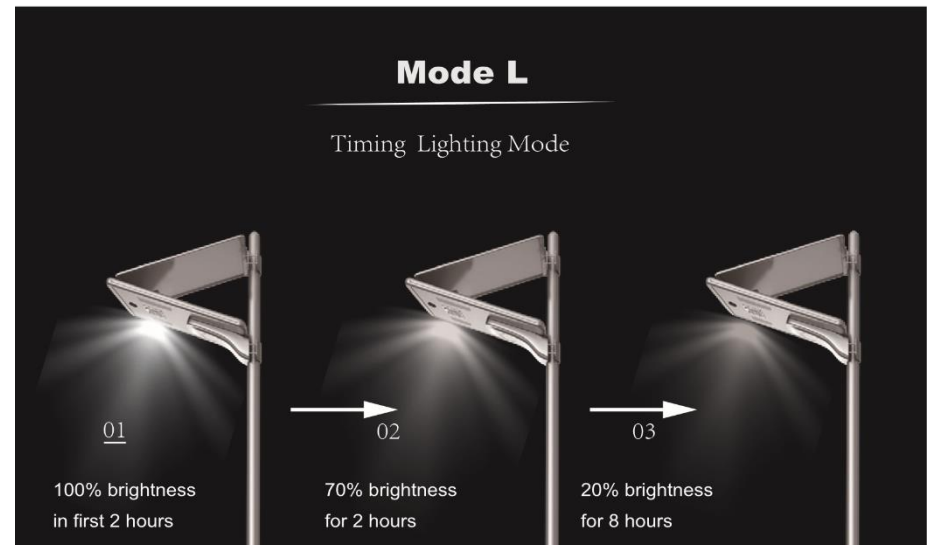 Mode L
Timing Lighting Mode
01
02
03
100% brightness
in first 2 hours
70% brightness
for 2 hours
20% brightness
for 8 hours